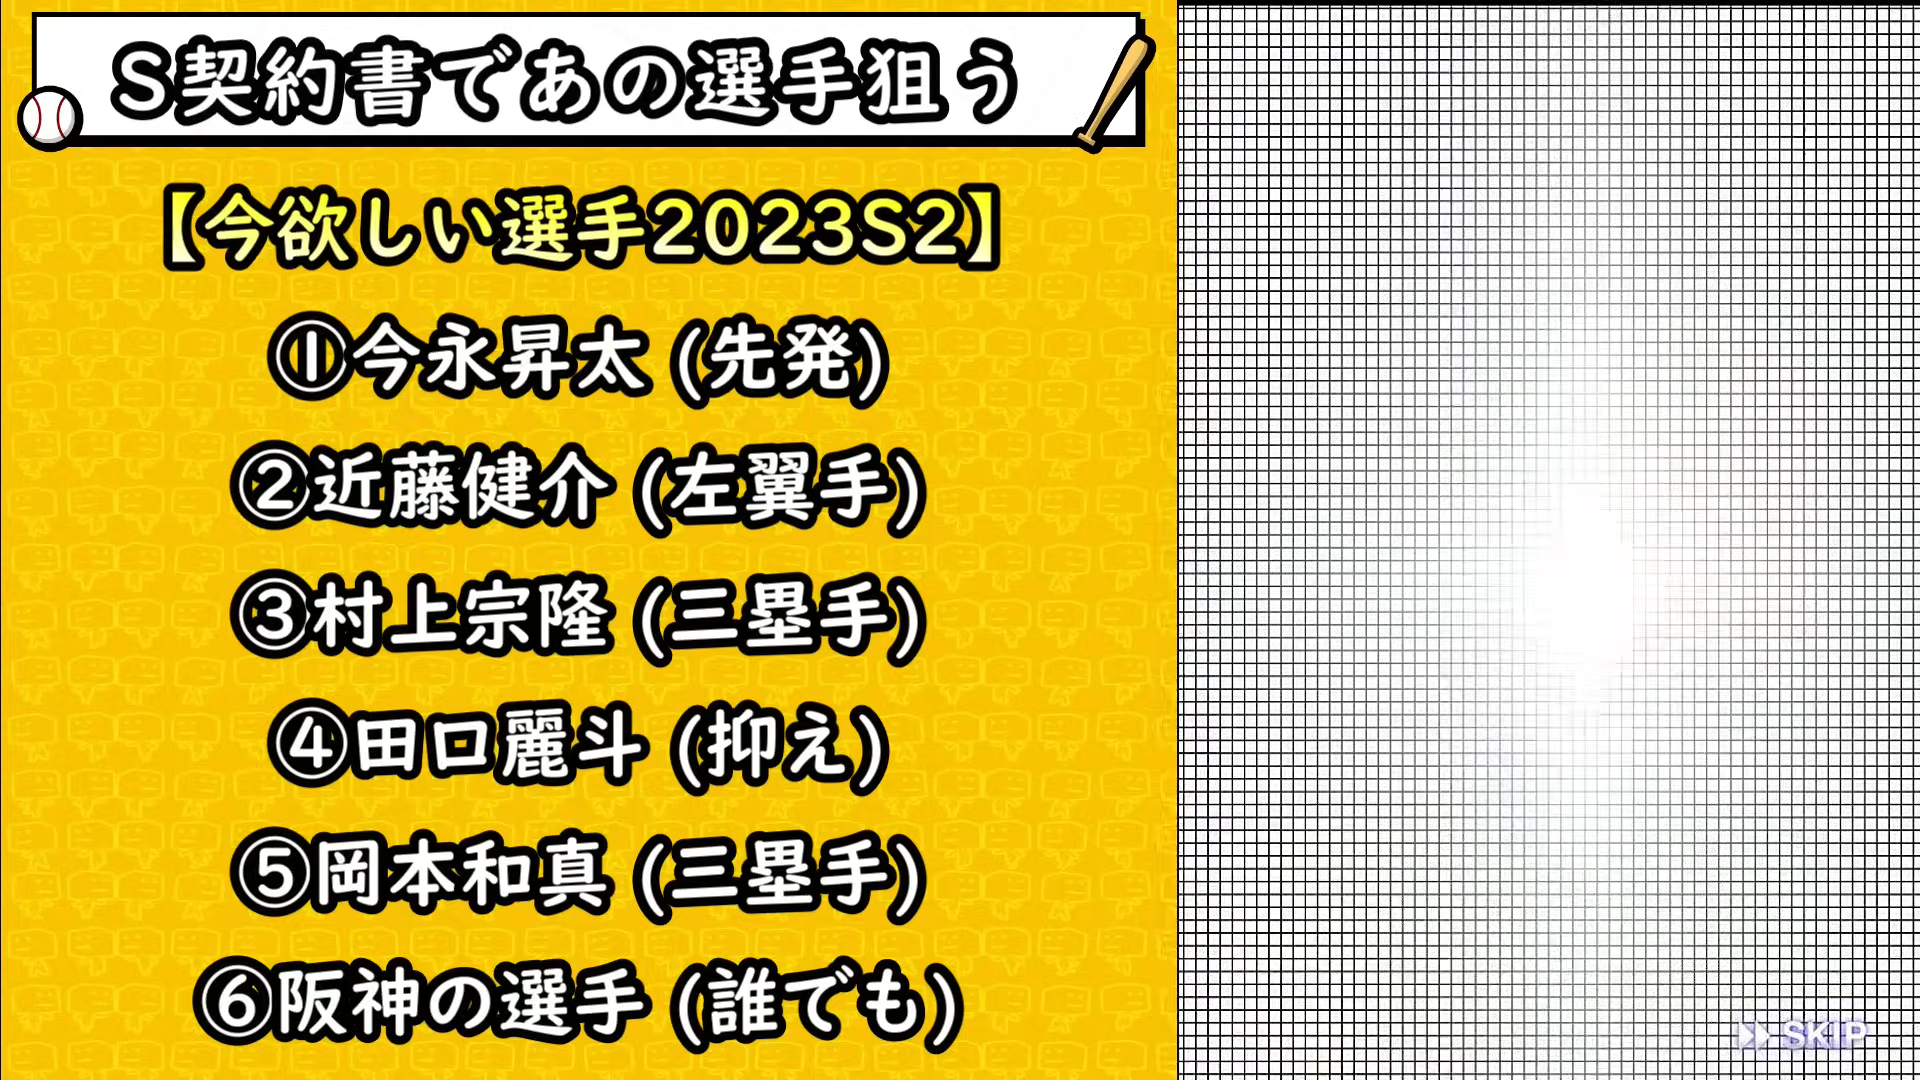 S契約書であの選手狙う
【今欲しい選手2023S2】
①今永昇太 (先発)
②近藤健介 (左翼手)
③村上宗隆 (三塁手)
④田口麗斗 (抑え)
⑤岡本和真 (三塁手)
⑥阪神の選手 (誰でも)
SKIP